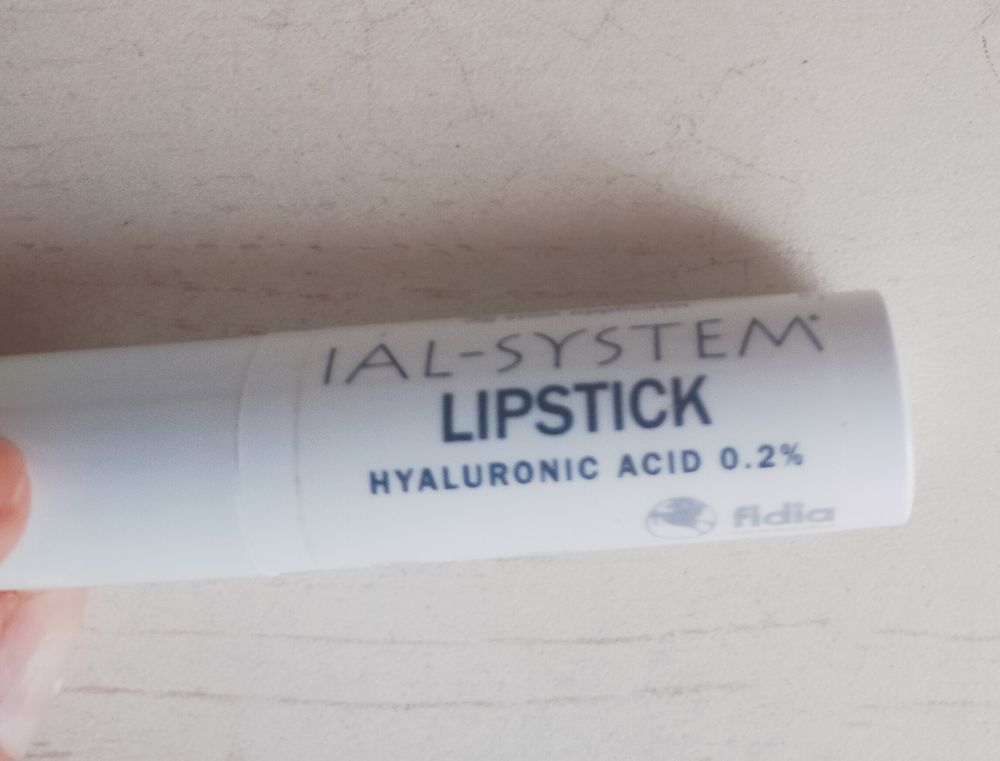 IAL-SYSTEM
LIPSTICK
HYALURONIC ACID 0.2%
fidia